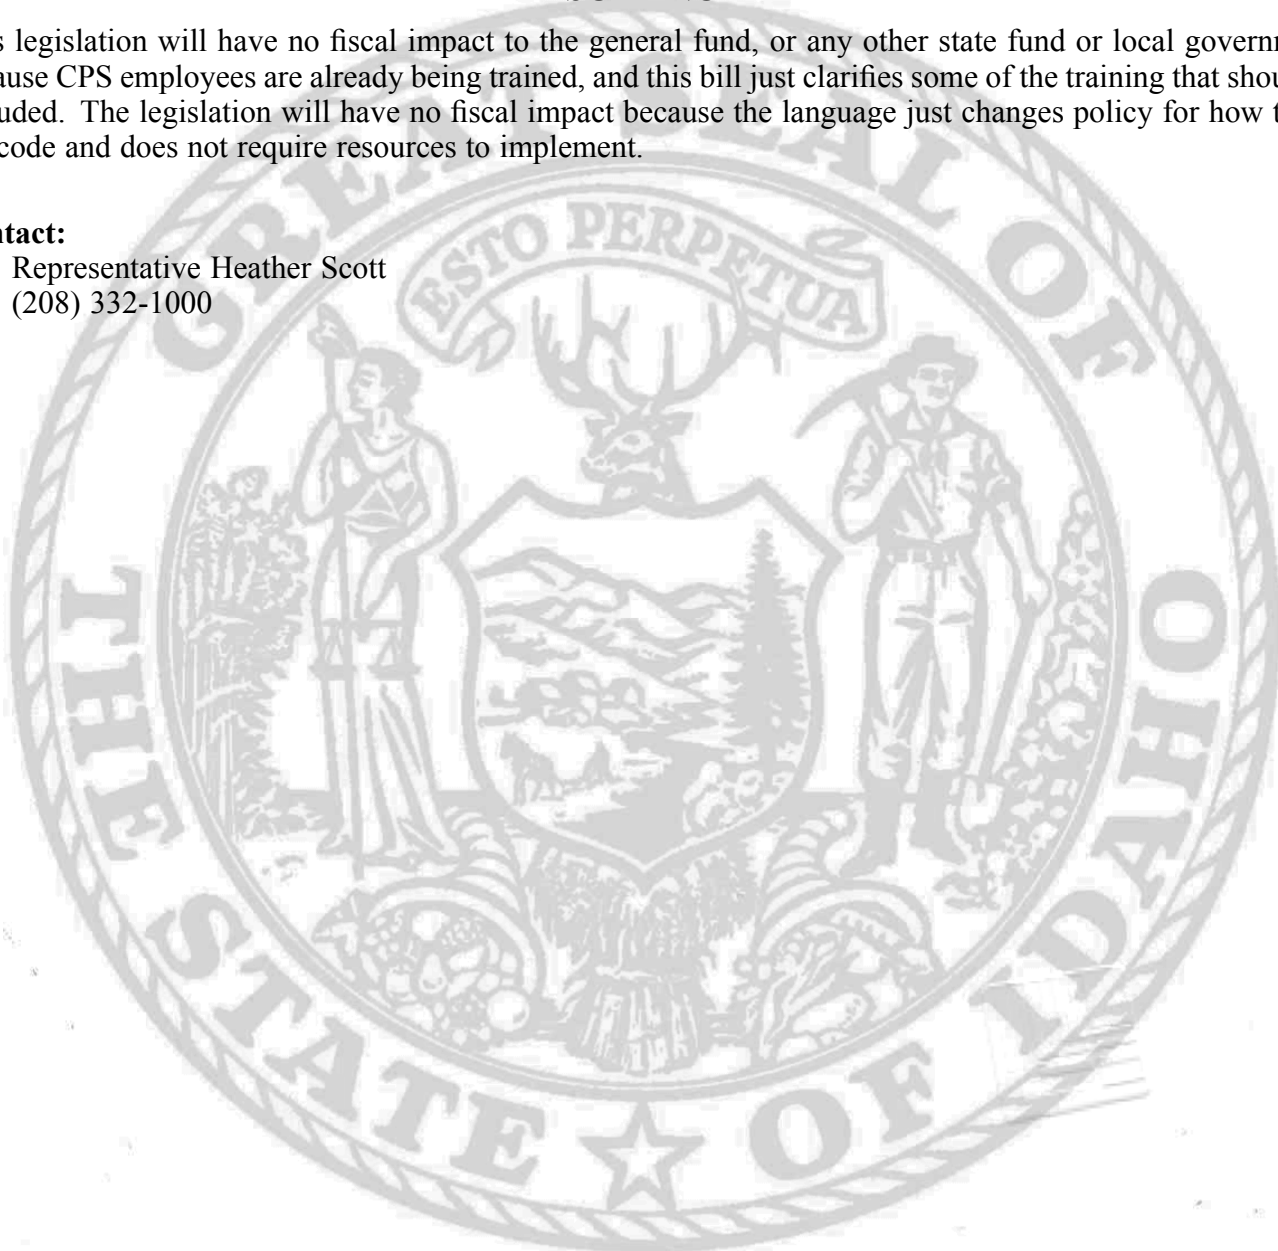 s legislation will have no fiscal impact to the general fund, or any other state fund or local governm
ause CPS employees are already being trained, and this bill just clarifies some of the training that shou
uded. The legislation will have no fiscal impact because the language just changes policy for how t
code and does not require resources to implement.
ntact:
Representative Heather Scott
(208) 332-1000
GREAT SEAL OF
ESTO PERPETUA
THE STATE OF IDAHO